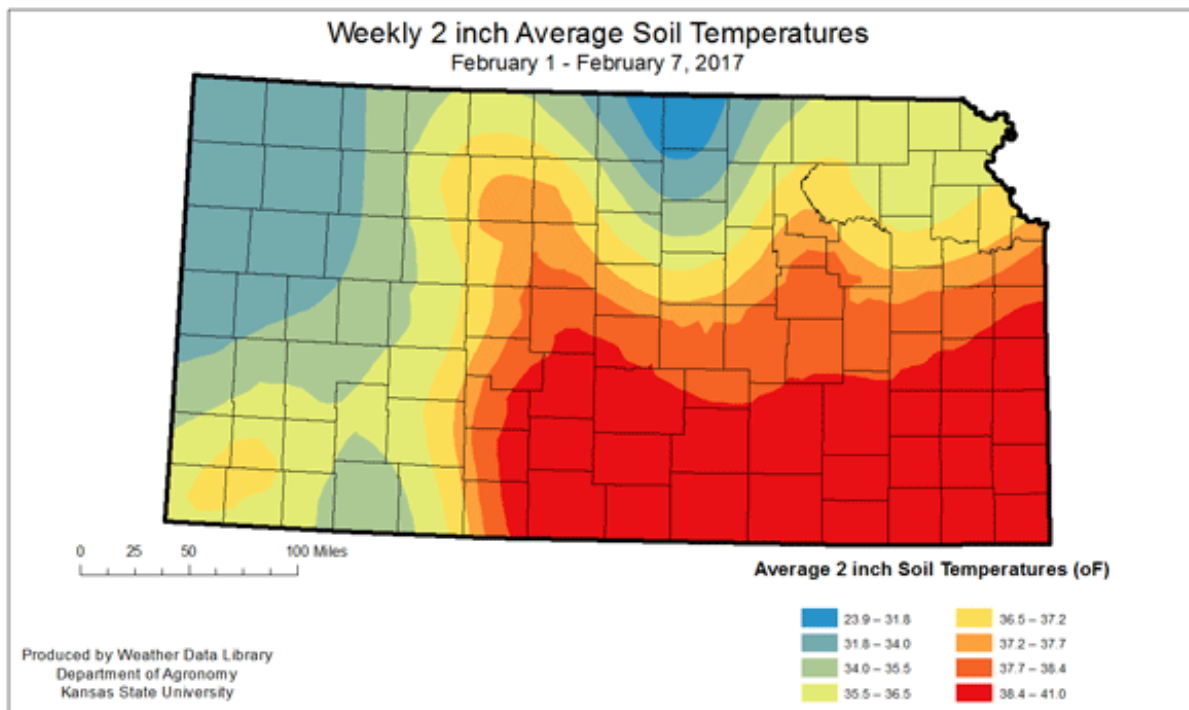 Weekly 2 inch Average Soil Temperatures
February 1 - February 7, 2017
0 25 50 100 Miles
Average 2 inch Soil Temperatures (oF)
23.9 – 31.8
31.8 – 34.0
34.0 – 35.5
35.5 – 36.5
36.5 – 37.2
37.2 – 37.7
37.7 – 38.4
38.4 – 41.0
Produced by Weather Data Library
Department of Agronomy
Kansas State University